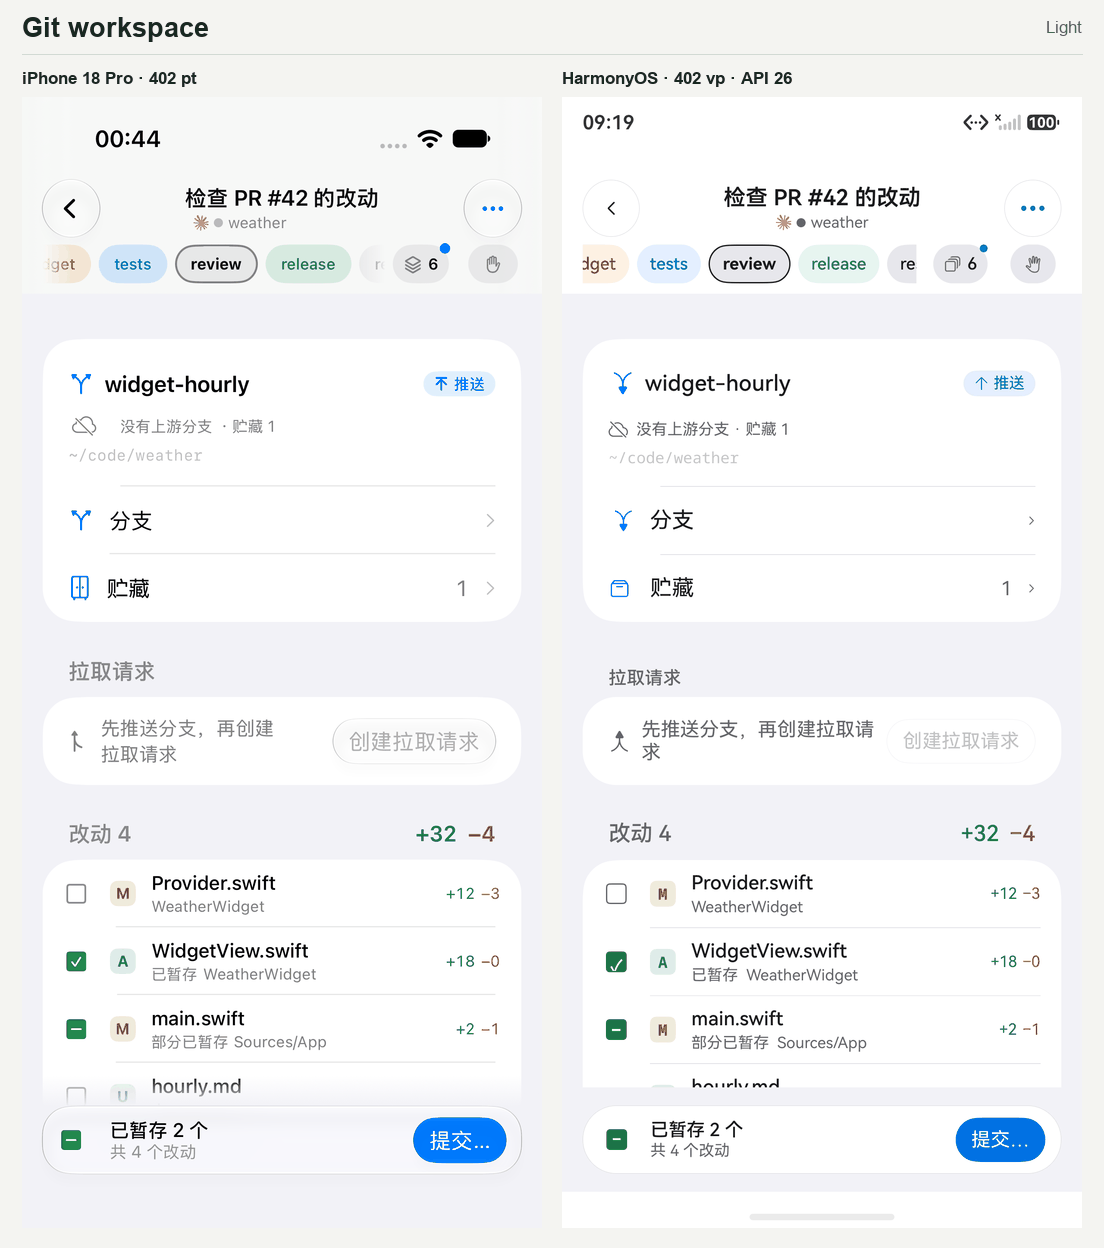 Git workspace
Light
iPhone 18 Pro · 402 pt
00:44
检查 PR #42 的改动
weather
dget
tests
review
release
re
6
widget-hourly
推送
没有上游分支 · 贮藏 1
~/code/weather
分支
贮藏
1
拉取请求
先推送分支，再创建
拉取请求
创建拉取请求
改动 4
+32 −4
M
Provider.swift
+12 −3
WeatherWidget
A
WidgetView.swift
+18 −0
已暂存 WeatherWidget
M
main.swift
+2 −1
部分已暂存 Sources/App
U
hourly.md
已暂存 2 个
共 4 个改动
提交...
HarmonyOS · 402 vp · API 26
09:19
100
检查 PR #42 的改动
weather
dget
tests
review
release
re
6
widget-hourly
推送
没有上游分支 · 贮藏 1
~/code/weather
分支
贮藏
1
拉取请求
先推送分支，再创建拉取请
求
创建拉取请求
改动 4
+32 −4
M
Provider.swift
+12 −3
WeatherWidget
A
WidgetView.swift
+18 −0
已暂存 WeatherWidget
M
main.swift
+2 −1
部分已暂存 Sources/App
hourly.md
已暂存 2 个
共 4 个改动
提交...